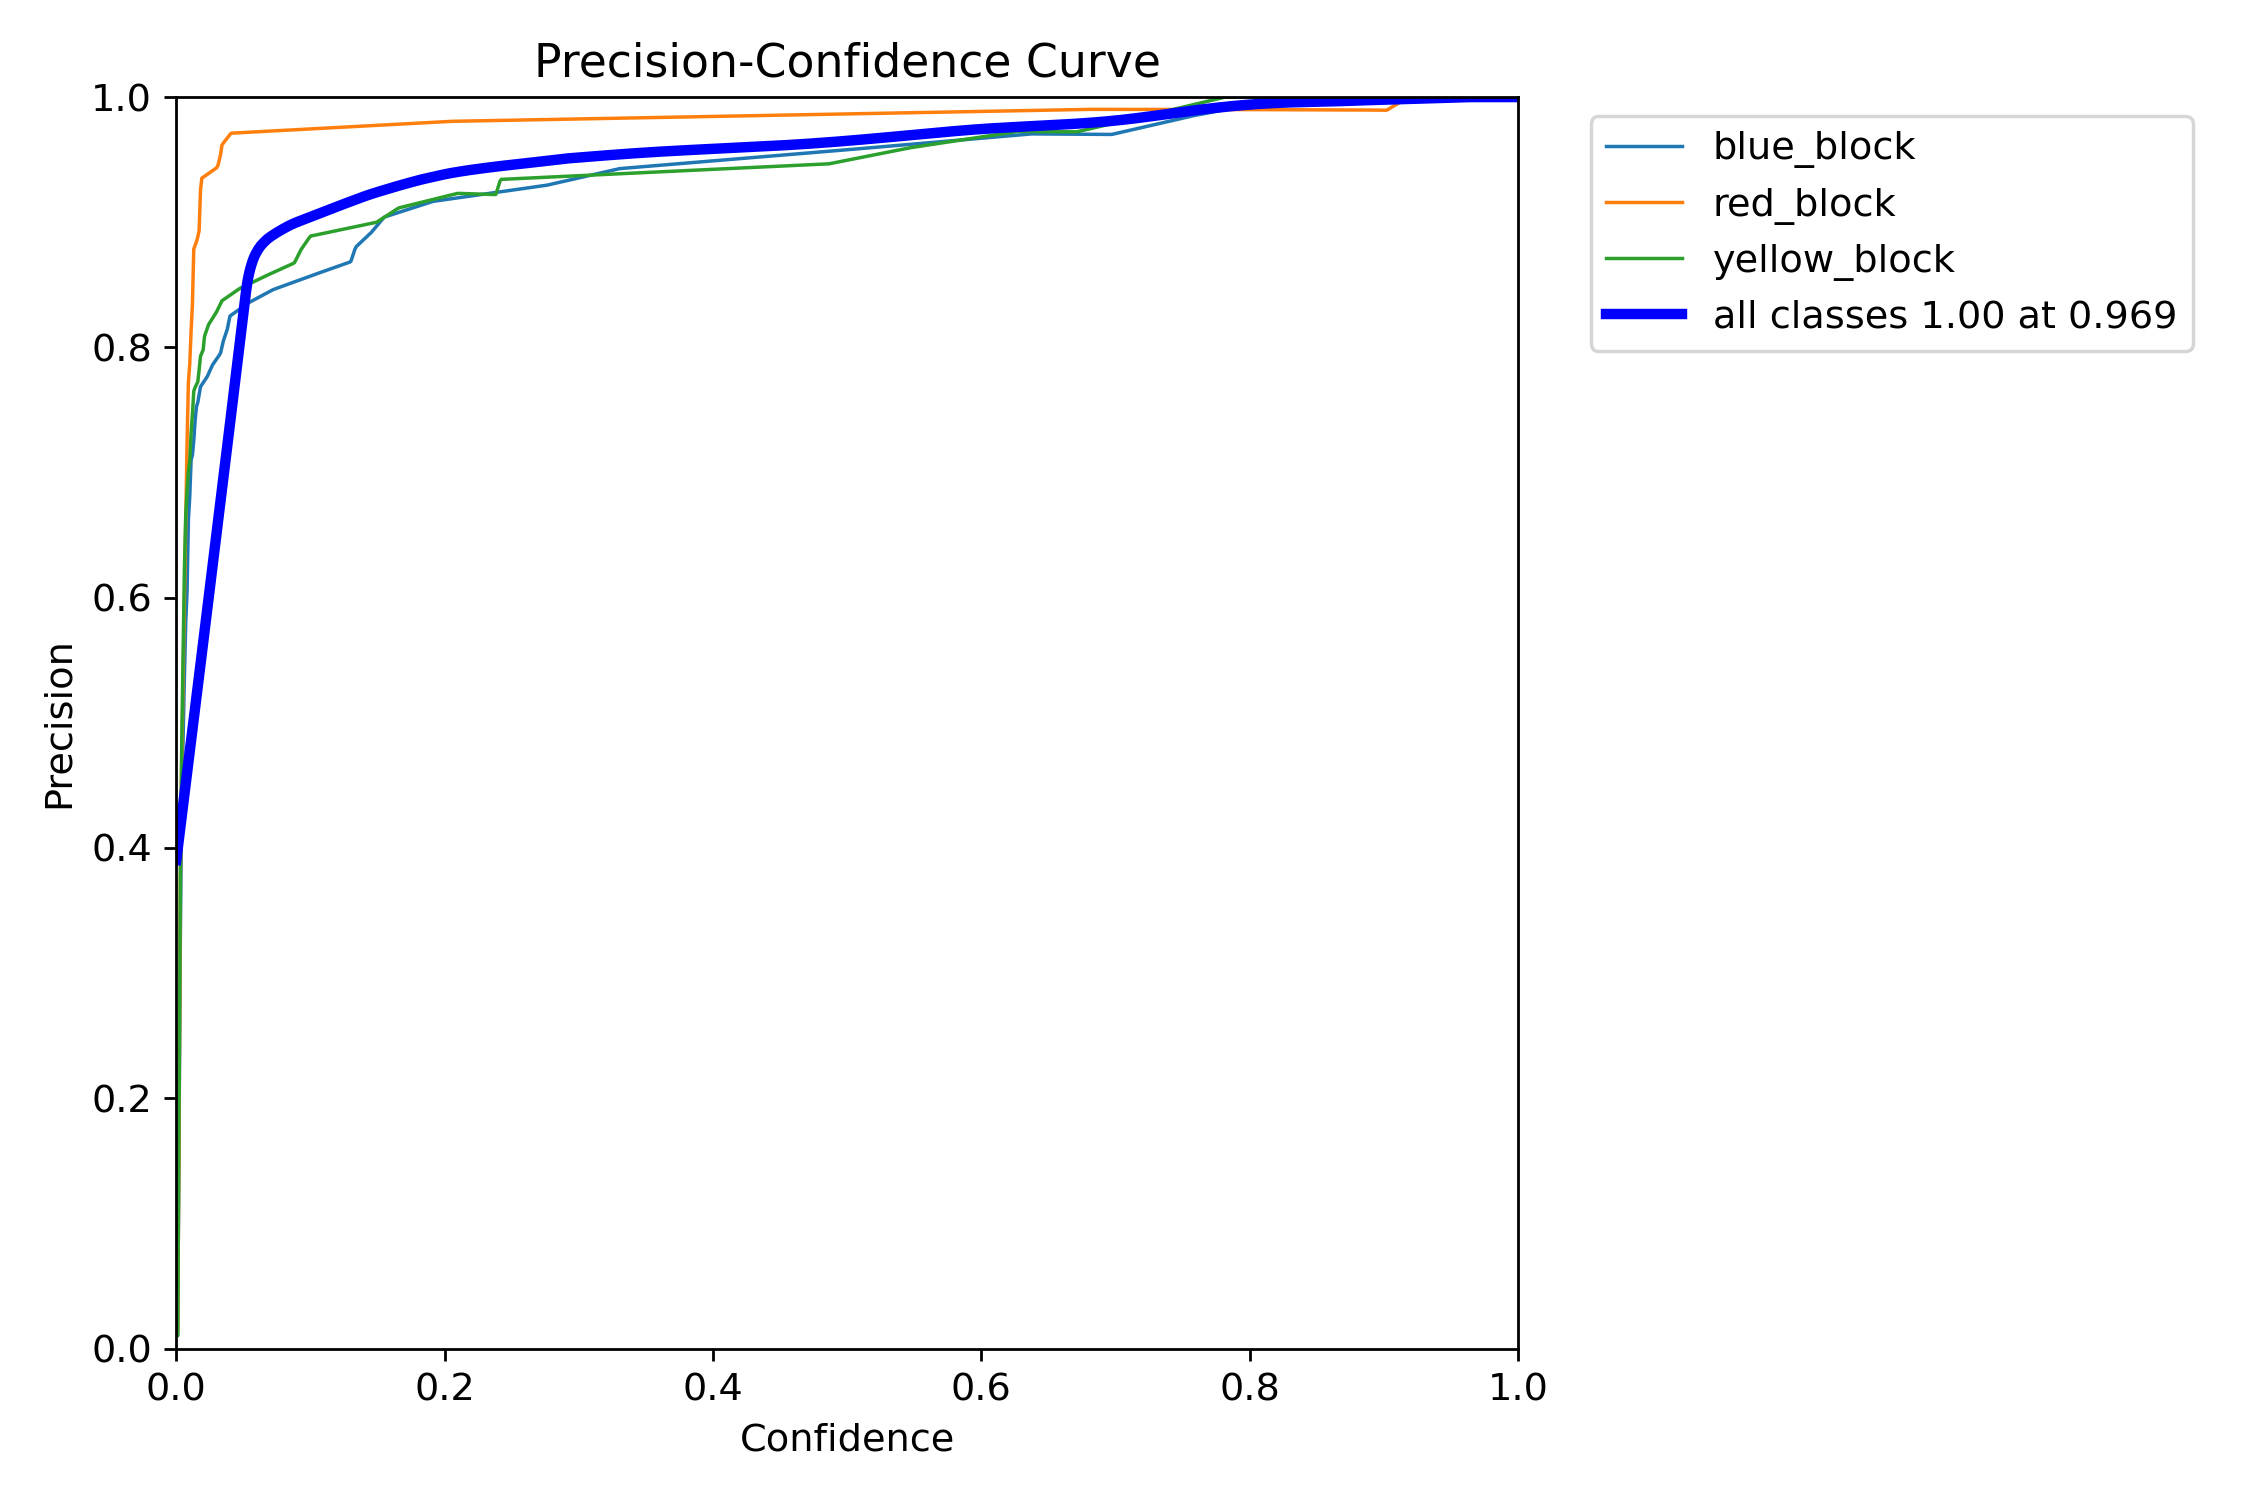 Precision-Confidence Curve
1.0
0.8
0.6
0.4
0.2
0.0
Precision
0.0 0.2 0.4 0.6 0.8 1.0
Confidence
blue_block
red_block
yellow_block
all classes 1.00 at 0.969